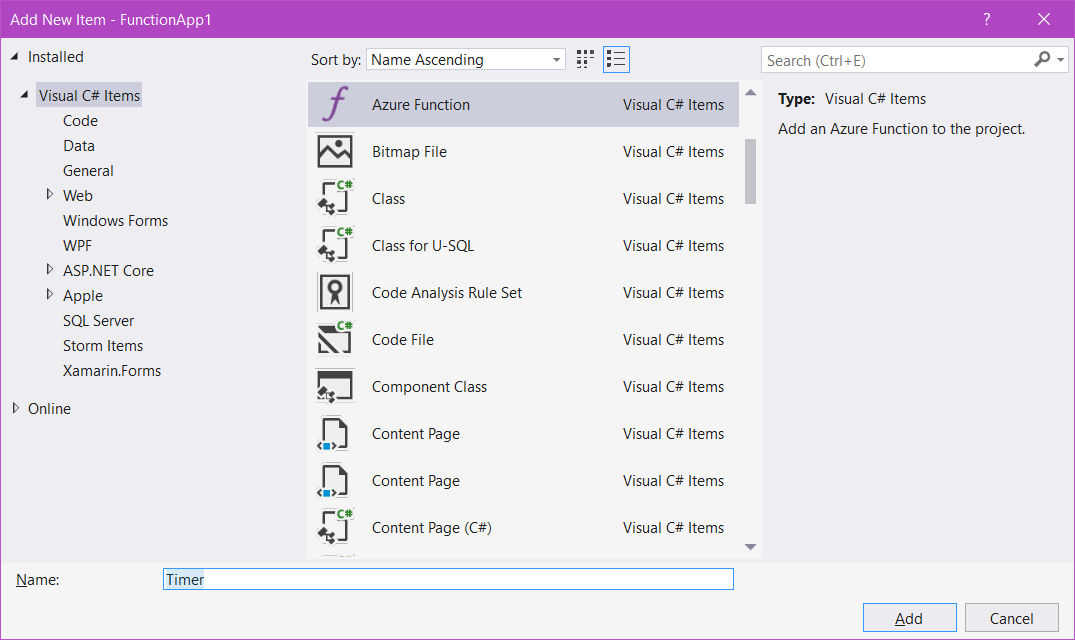 Add New Item - FunctionApp1
?
Installed
Visual C# Items
Code
Data
General
Web
Windows Forms
WPF
ASP.NET Core
Apple
SQL Server
Storm Items
Xamarin.Forms
Online
Sort by: Name Ascending
Azure Function Visual C# Items
Bitmap File Visual C# Items
C#
Class Visual C# Items
C#
Class for U-SQL Visual C# Items
Code Analysis Rule Set Visual C# Items
C#
Code File Visual C# Items
Component Class Visual C# Items
Content Page Visual C# Items
Content Page Visual C# Items
C#
Content Page (C#) Visual C# Items
Search (Ctrl+E)
Type: Visual C# Items
Add an Azure Function to the project.
Name: Timer
Add Cancel